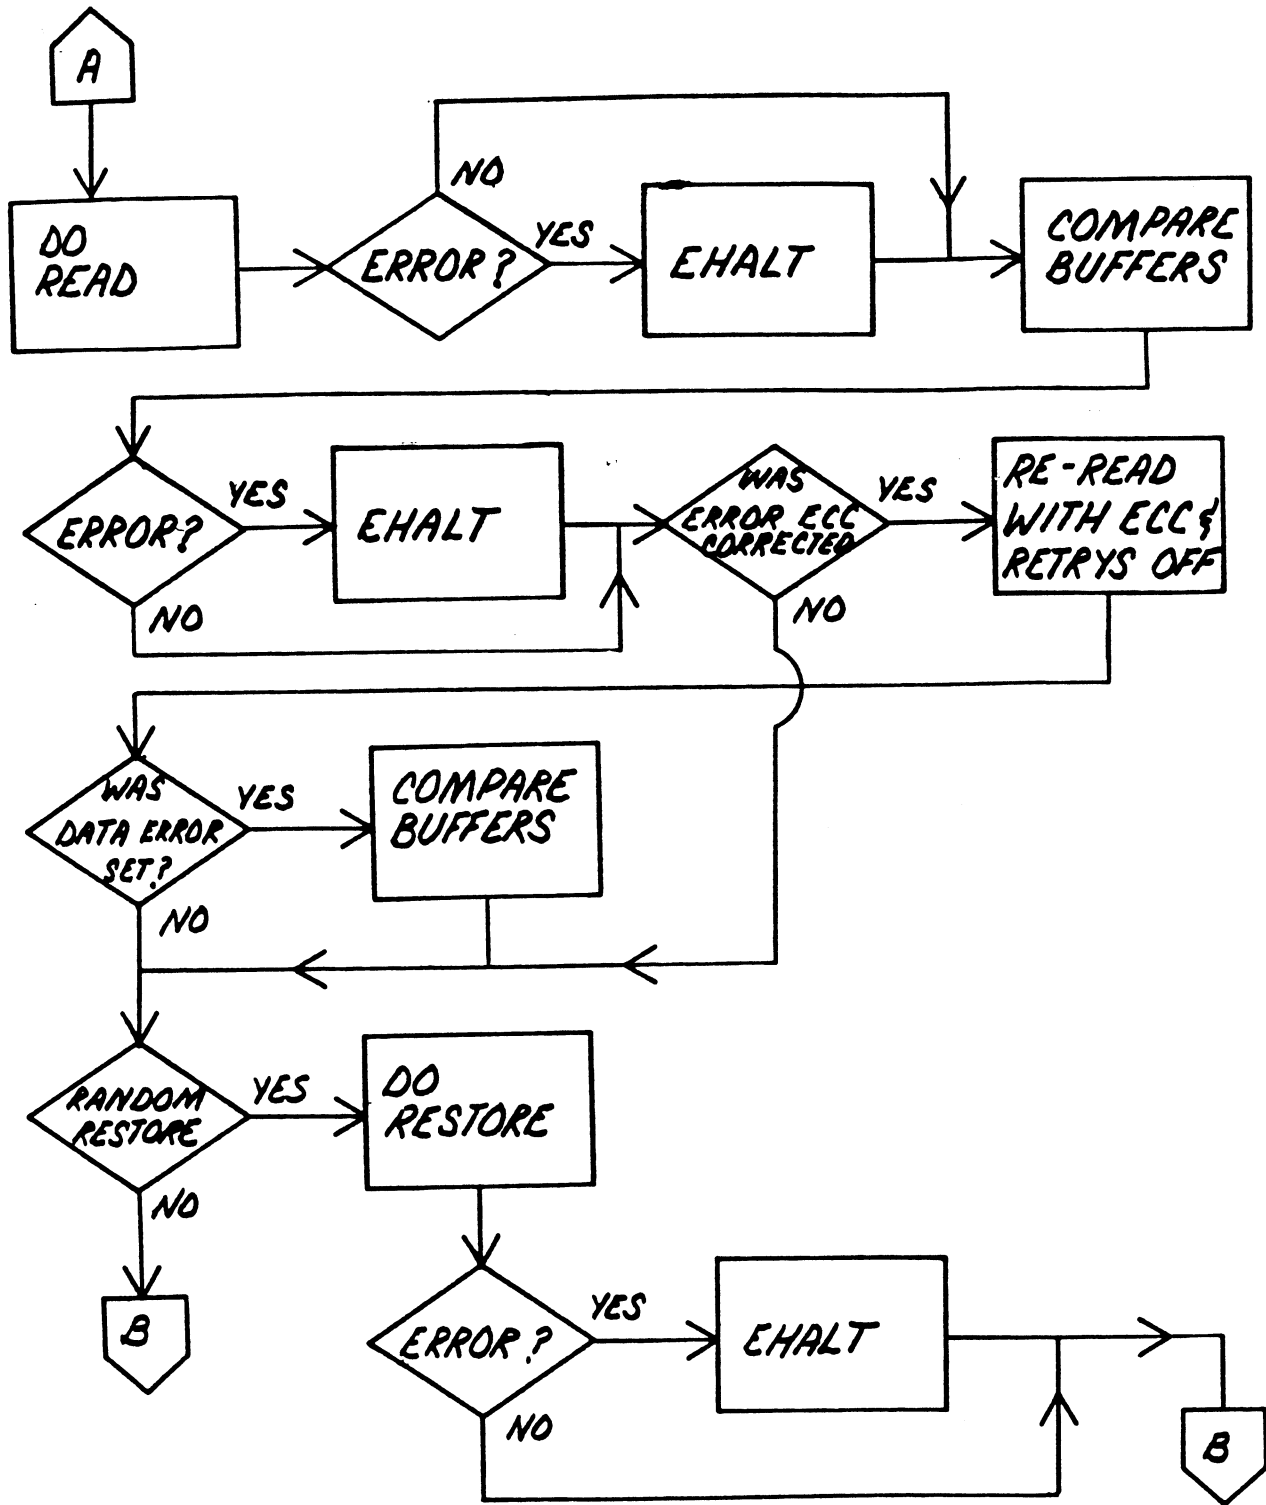 A
DO
READ
ERROR?
NO
YES
EHALT
COMPARE
BUFFERS
ERROR?
YES
NO
EHALT
WAS
ERROR ECC
CORRECTED
YES
NO
RE-READ
WITH ECC &
RETRYS OFF
WAS
DATA ERROR
SET?
YES
NO
COMPARE
BUFFERS
RANDOM
RESTORE
YES
NO
DO
RESTORE
B
ERROR?
YES
NO
EHALT
B